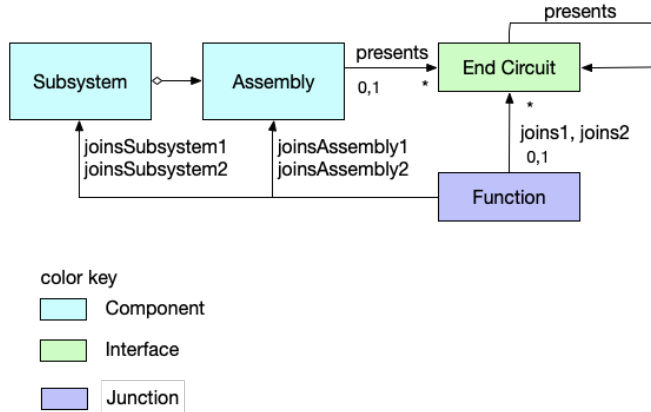 presents
Subsystem
Assembly
presents
End Circuit
0,1
*
*
joinsSubsystem1
joinsSubsystem2
joinsAssembly1
joinsAssembly2
joins1, joins2
0,1
Function
color key
Component
Interface
Junction